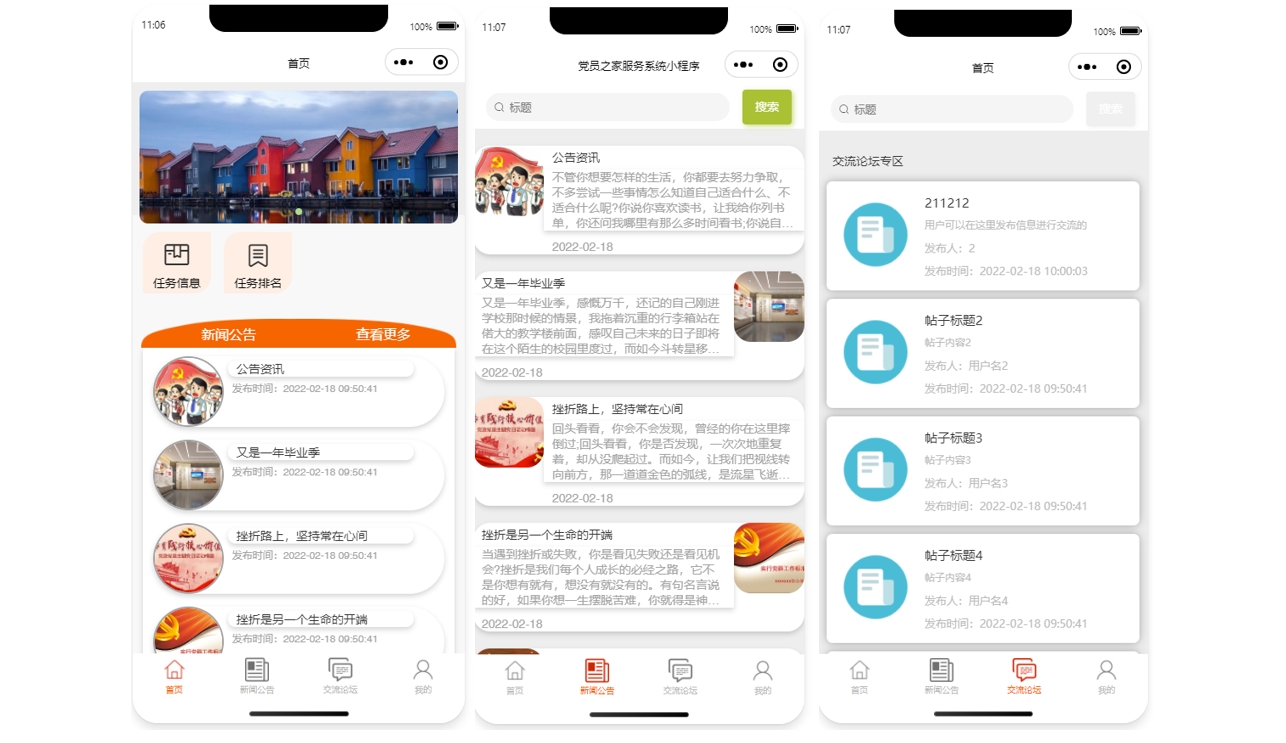 11:06
100%
首页
任务信息
任务排名
新闻公告
查看更多
公告资讯
发布时间：2022-02-18 09:50:41
又是一年毕业季
发布时间：2022-02-18 09:50:41
挫折路上，坚持常在心间
发布时间：2022-02-18 09:50:41
挫折是另一个生命的开端
发布时间：2022-02-18 09:50:41
首页
新闻公告
交流论坛
我的
11:07
100%
党员之家服务系统小程序
标题
搜索
公告资讯
不管你想要怎样的生活，你都要去努力争取，
不多尝试一些事情怎么知道自己适合什么、不
适合什么呢?你说你喜欢读书，让我给你列书
单，你还问我哪里有那么多时间看书;你说自...
2022-02-18
又是一年毕业季
又是一年毕业季，感慨万千，还记的自己刚进
学校那时候的情景，我拖着沉重的行李箱站在
偌大的教学楼前面，感叹自己未来的日子即将
在这个陌生的校园里度过，而如今斗转星移...
2022-02-18
挫折路上，坚持常在心间
回头看看，你会不会发现，曾经的你在这里摔
倒过;回头看看，你是否发现，一次次地重复
着，却从没爬起过。而如今，让我们把视线转
向前方，那一道道金色的弧线，是流星飞逝...
2022-02-18
挫折是另一个生命的开端
当遇到挫折或失败，你是看见失败还是看见机
会?挫折是我们每个人成长的必经之路，它不
是你想有就有，想没有就没有的。有句名言说
的好，如果你想一生摆脱苦难，你就得是神...
2022-02-18
首页
新闻公告
交流论坛
我的
11:07
100%
首页
标题
搜索
交流论坛专区
211212
用户可以在这里发布信息进行交流的
发布人：2
发布时间：2022-02-18 10:00:03
帖子标题2
帖子内容2
发布人：用户名2
发布时间：2022-02-18 09:50:41
帖子标题3
帖子内容3
发布人：用户名3
发布时间：2022-02-18 09:50:41
帖子标题4
帖子内容4
发布人：用户名4
发布时间：2022-02-18 09:50:41
首页
新闻公告
交流论坛
我的